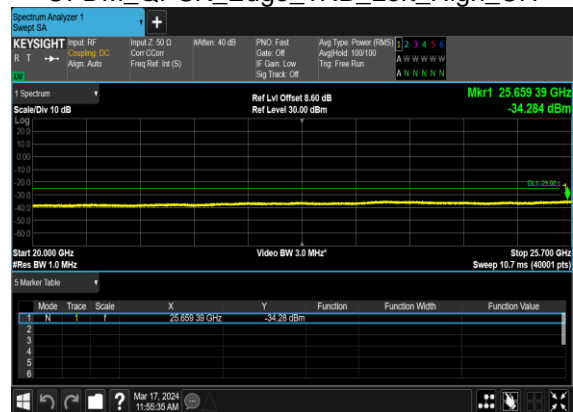 Spectrum Analyzer 1
Swept SA
+
KEYSIGHT
R T
LU
Input: RF
Coupling: DC
Align: Auto
Input Z: 50 Ω
Corr CCorr
Freq Ref: Int (S)
#Atten: 40 dB
PNO: Fast
Gate: Off
IF Gain: Low
Sig Track: Off
Avg Type: Power (RMS)
Avg|Hold: 100/100
Trig: Free Run
1 2 3 4 5 6
A W W W W W
A N N N N N
1 Spectrum
Scale/Div 10 dB
Ref Lvl Offset 8.60 dB
Ref Level 30.00 dBm
Mkr1 25.659 39 GHz
-34.284 dBm
Log
20.0
10.0
0.00
-10.0
-20.0
-30.0
-40.0
-50.0
-60.0
1
Start 20.000 GHz
#Res BW 1.0 MHz
Video BW 3.0 MHz*
Stop 25.700 GHz
Sweep 10.7 ms (40001 pts)
5 Marker Table
Mode Trace Scale X Y Function Function Width Function Value
1 N 1 f 25.659 39 GHz -34.28 dBm
2
3
4
5
6
?
Mar 17, 2024
11:55:35 AM